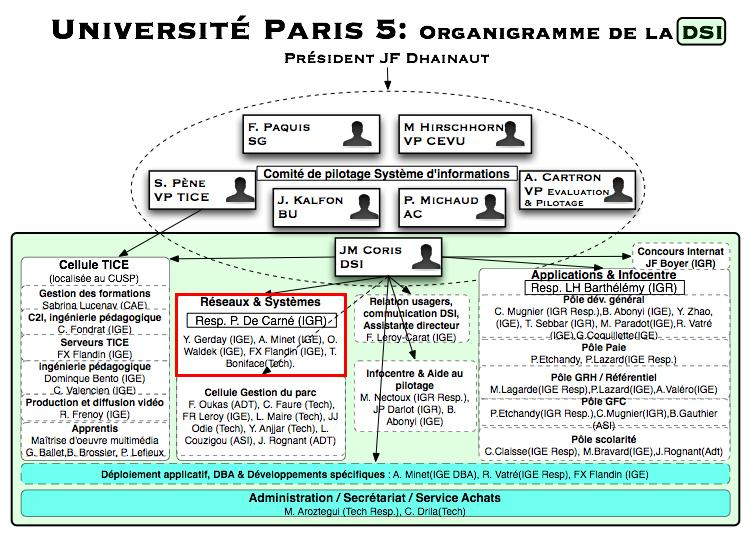 Université Paris 5: Organigramme de la DSI
Président JF Dhainaut
F. Paquis
SG
M Hirschhorn
VP CEVU
Comité de pilotage Système d'informations
S. Pène
VP TICE
A. Cartron
VP Evaluation
& Pilotage
J. Kalfon
BU
P. Michaud
AC
JM Coris
DSI
Cellule TICE
(localisée au CUSP)
Gestion des formations
Sabrina Lucenay (CAE)
C2I, ingénierie pédagogique
C. Fondrat (IGE)
Serveurs TICE
FX Flandin (IGE)
ingénierie pédagogique
Dominque Bento (IGE)
C. Valencien (IGE)
Production et diffusion vidéo
R. Frenoy (IGE)
Apprentis
Maîtrise d'oeuvre multimédia
G. Ballet,B. Brossier, P. Lefieux
Réseaux & Systèmes
Resp. P. De Carné (IGR)
Y. Gerday (IGE), A. Minet (IGE), O.
Waldek (IGE), FX Flandin (IGE), T.
Boniface(Tech).
Cellule Gestion du parc
F. Oukas (ADT), C. Faure (Tech),
FR Leroy (IGE), L. Maire (Tech), JJ
Odie (Tech), Y. Anjjar (Tech), L.
Couzigou (ASI), J. Rognant (ADT)
Relation usagers,
communication DSI,
Assistante directeur
F. Leroy-Carat (IGE)
Infocentre & Aide au
pilotage
M. Nectoux (IGR Resp.),
JP Darlot (IGR), B.
Abonyi (IGE)
Concours Internat
JF Boyer (IGR)
Applications & Infocentre
Resp. LH Barthélémy (IGR)
Pôle dév. général
C. Mugnier (IGR Resp.),B. Abonyi (IGE), Y. Zhao,
(IGE), T. Sebbar (IGR), M. Paradot(IGE),R. Vatré
(IGE),G.Coquillette(IGE)
Pôle Paie
P.Etchandy, P.Lazard(IGE Resp.)
Pôle GRH / Référentiel
M.Lagarde(IGE Resp),P.Lazard(IGE),A.Valéro(IGE)
Pôle GFC
P.Etchandy(IGR Resp.),C.Mugnier(IGR),B.Gauthier
(ASI)
Pôle scolarité
C.Claisse(IGE Resp),M.Bravard(IGE),J.Rognant(Adt)
Déploiement applicatif, DBA & Développements spécifiques : A. Minet(IGE DBA), R. Vatré(IGE Resp), FX Flandin (IGE)
Administration / Secrétariat / Service Achats
M. Aroztegui (Tech Resp.), C. Drila(Tech)